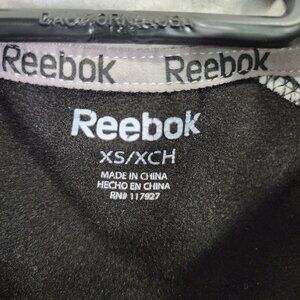 Reebok Reebok
Reebok
XS/XCH
MADE IN CHINA
HECHO EN CHINA
RN# 117927